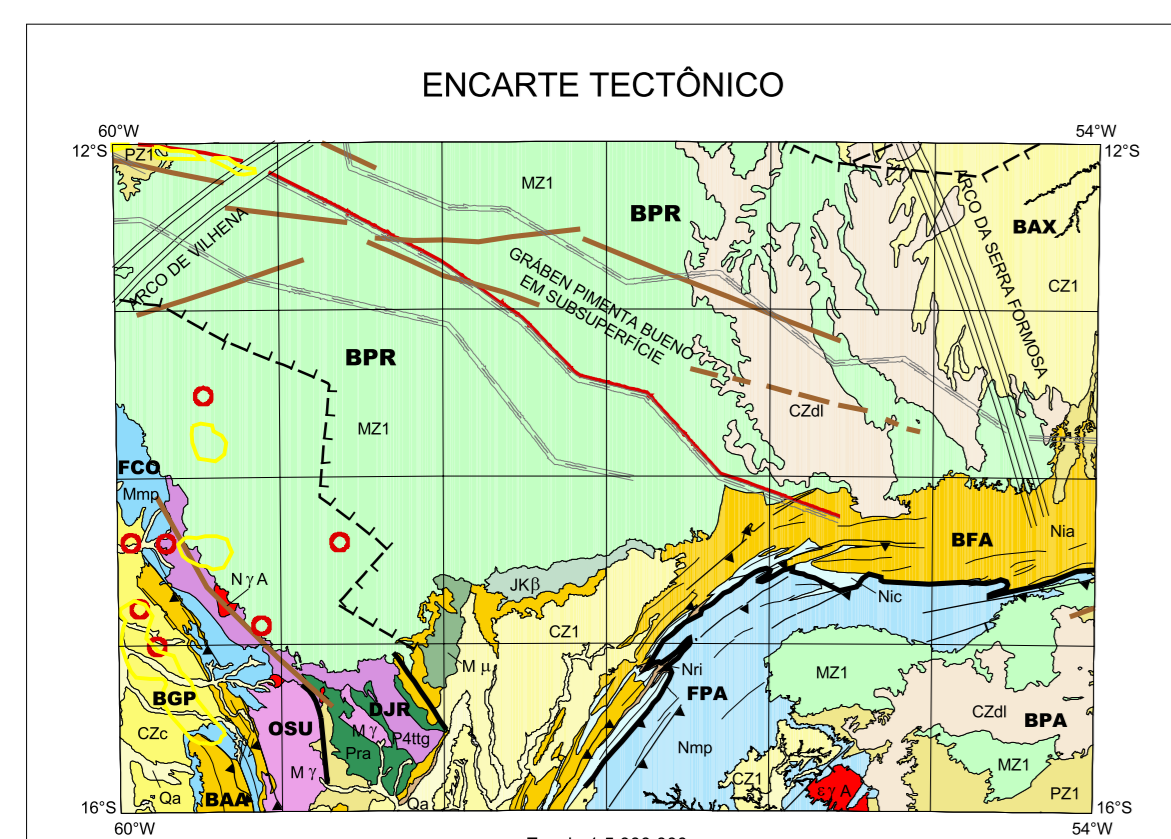 ENCARTE TECTÔNICO
60°W
54°W
12°S
12°S
PZ1
MZ1
BPR
ARCO DA SERRA FORMOSA
BAX
ARCO DE VILHENA
GRÁBEN PIMENTA BUENO
EM SUBSUPERFÍCIE
CZ1
BPR
CZdl
MZ1
FCO
Mmp
BFA
Nia
NγA
JKβ
Nic
CZ1
Mμ
Nri
MZ1
BGP
FPA
DJR
CZdl
BPA
OSU
Mγ
P4ttg
CZc
Pra
Nmp
MZ1
Mγ
CZ1
Qa
BAA
Qa
εγA
PZ1
16°S
16°S
60°W
54°W